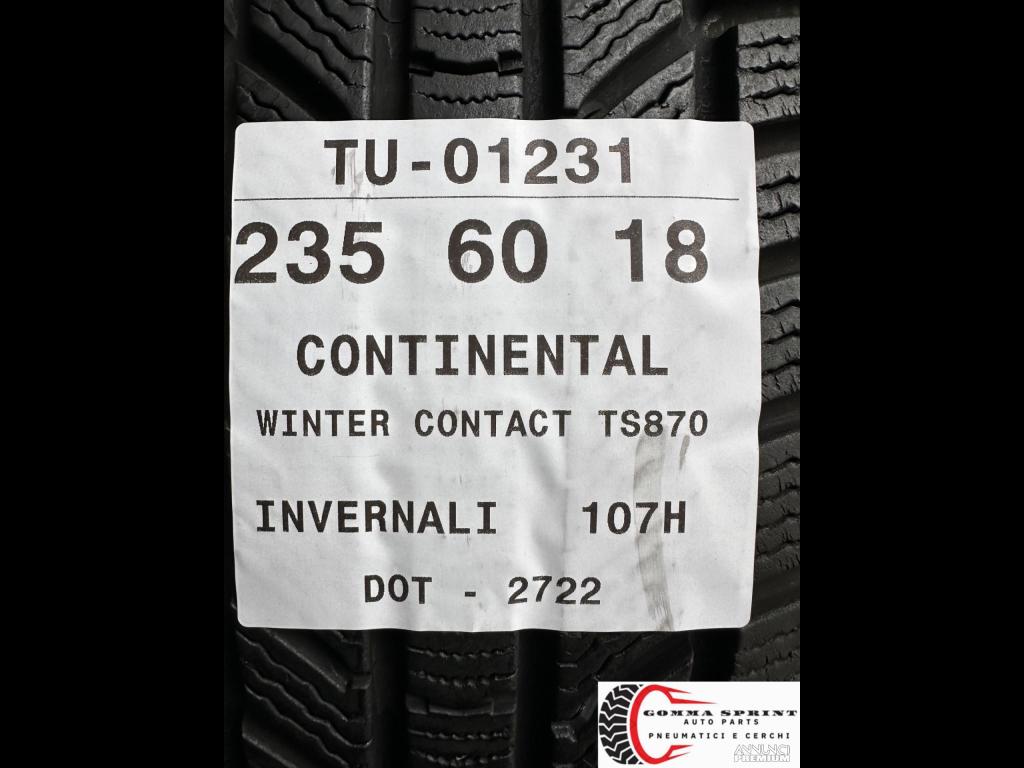 TU-01231
235 60 18
CONTINENTAL
WINTER CONTACT TS870
INVERNALI 107H
DOT - 2722
GOMMA SPRINT
AUTO PARTS
PNEUMATICI E CERCHI
ANNUNCI
PREMIUM